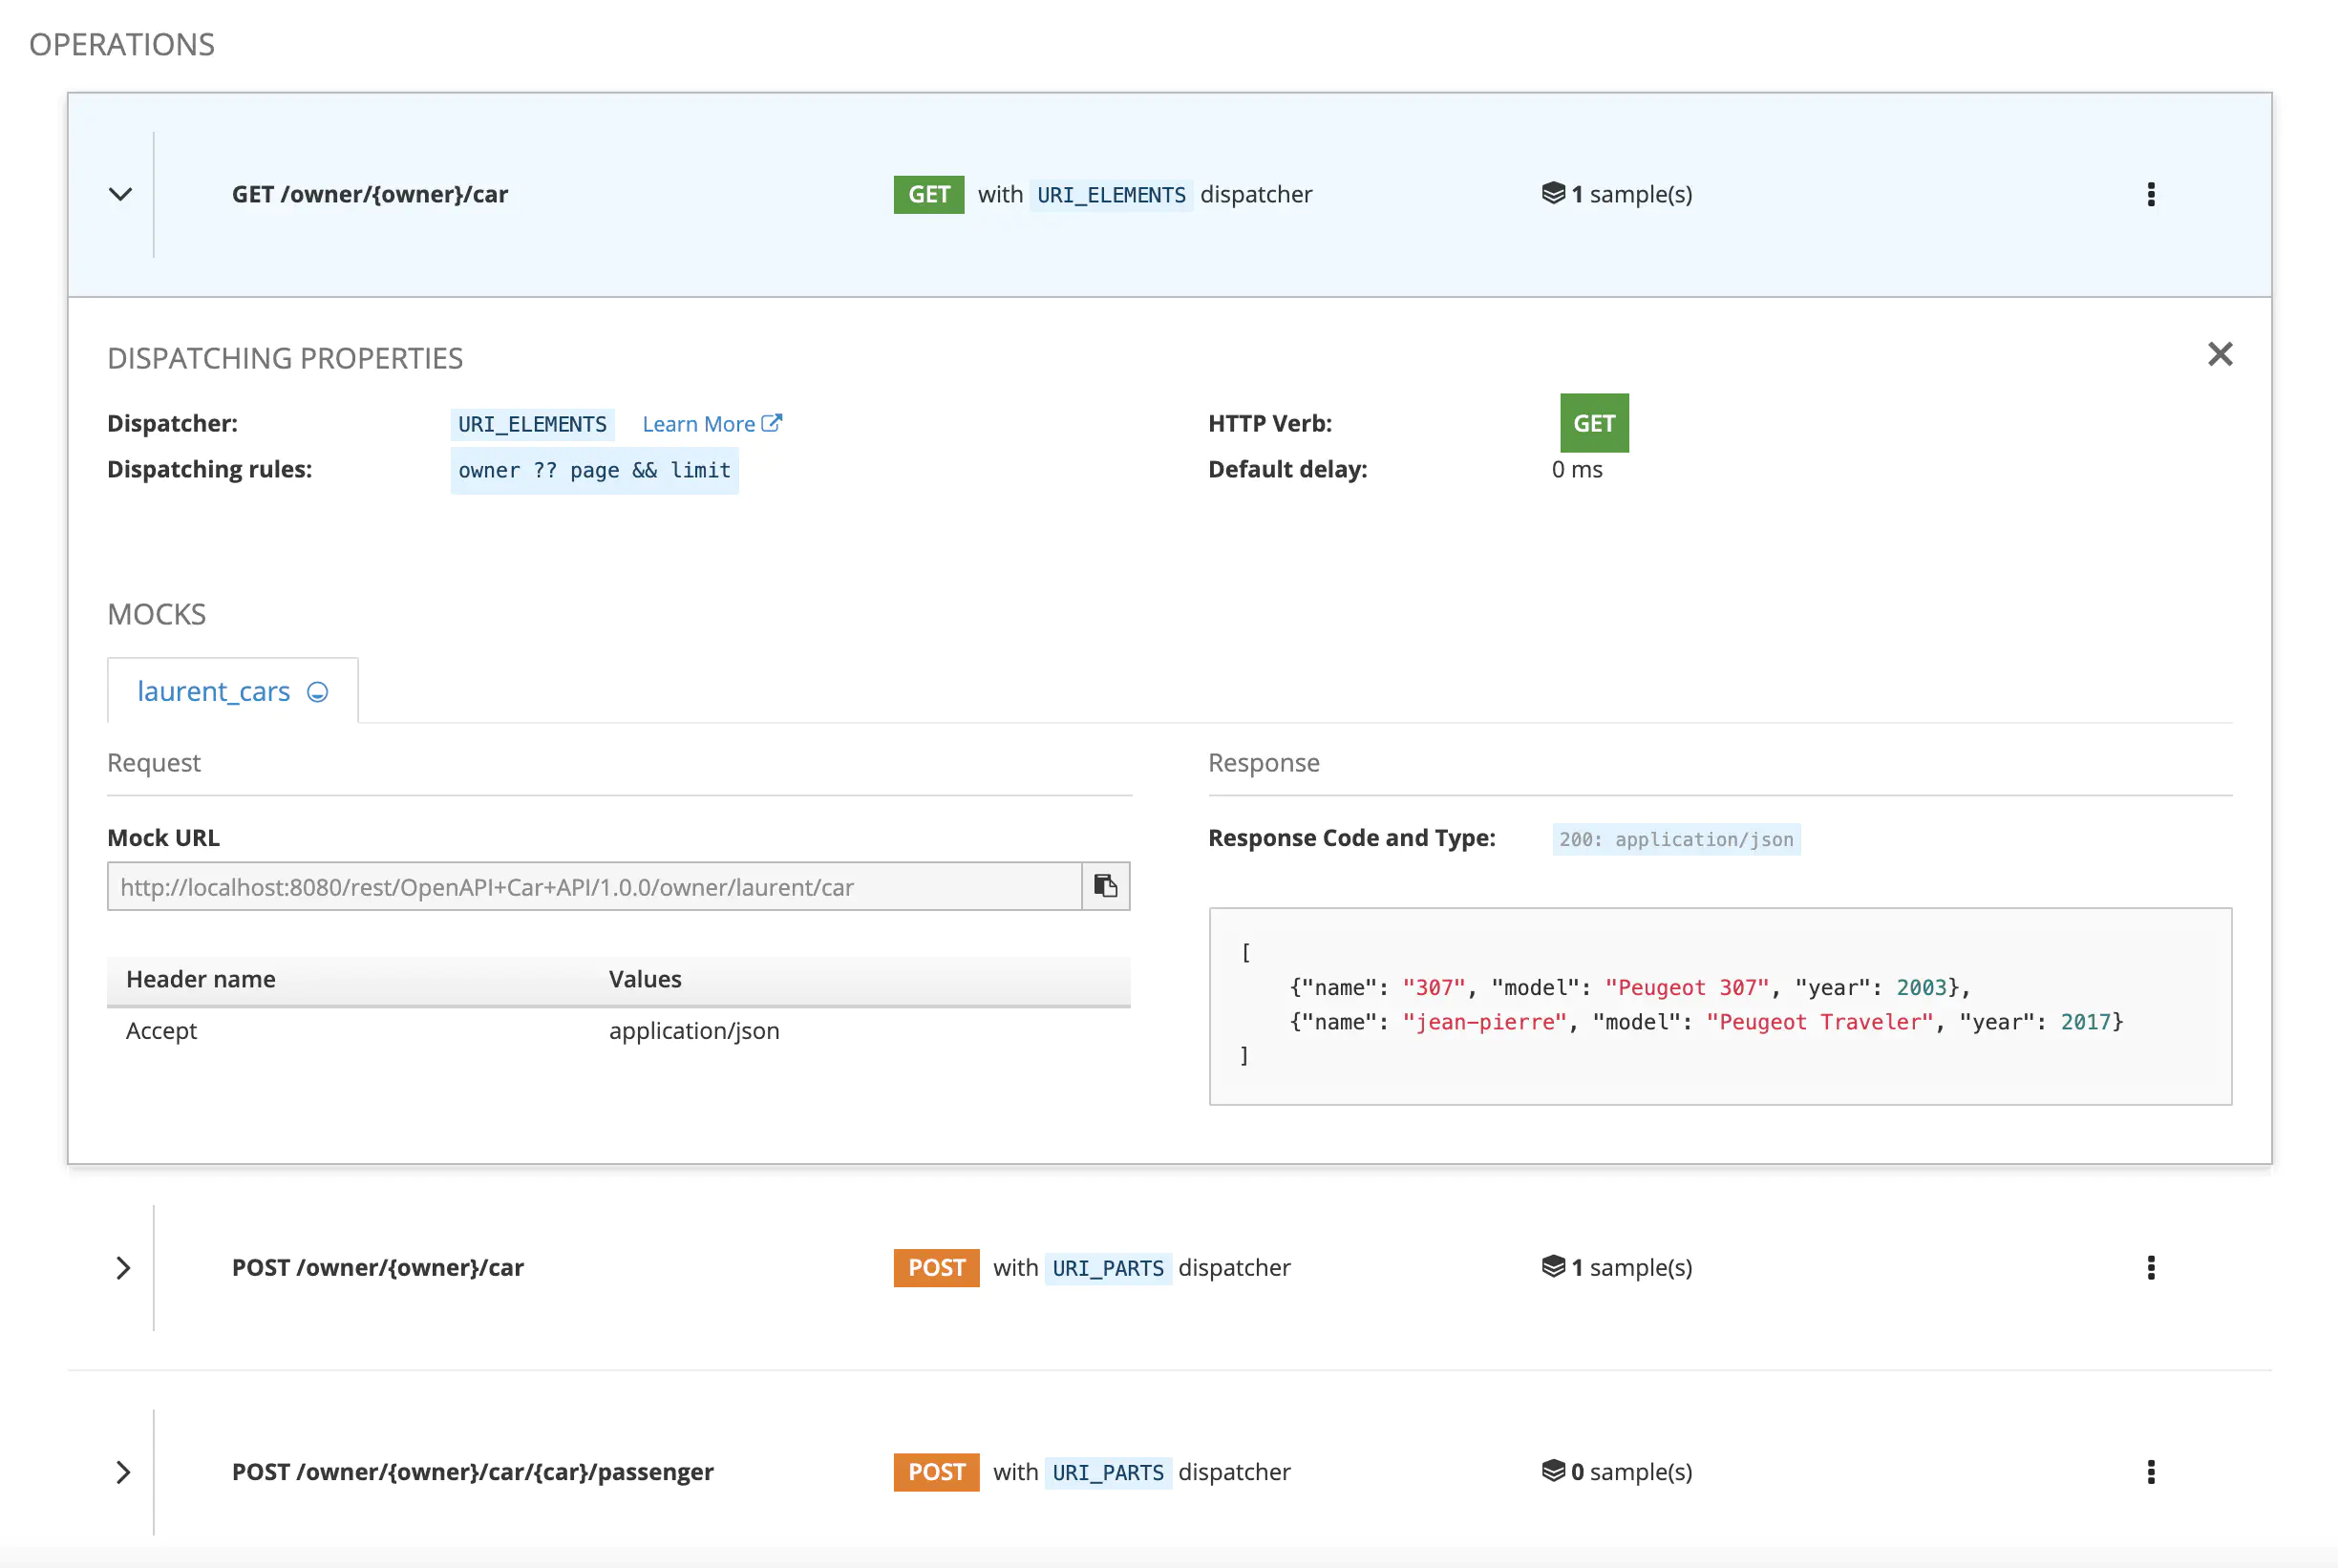 OPERATIONS
GET /owner/{owner}/car GET with URI_ELEMENTS dispatcher 1 sample(s)
DISPATCHING PROPERTIES
Dispatcher: URI_ELEMENTS Learn More HTTP Verb: GET
Dispatching rules: owner ?? page && limit Default delay: 0 ms
MOCKS
laurent_cars
Request Response
Mock URL Response Code and Type: 200: application/json
http://localhost:8080/rest/OpenAPI+Car+API/1.0.0/owner/laurent/car
[
Header name Values
{"name": "307", "model": "Peugeot 307", "year": 2003},
Accept application/json
{"name": "jean-pierre", "model": "Peugeot Traveler", "year": 2017}
]
POST /owner/{owner}/car POST with URI_PARTS dispatcher 1 sample(s)
POST /owner/{owner}/car/{car}/passenger POST with URI_PARTS dispatcher 0 sample(s)